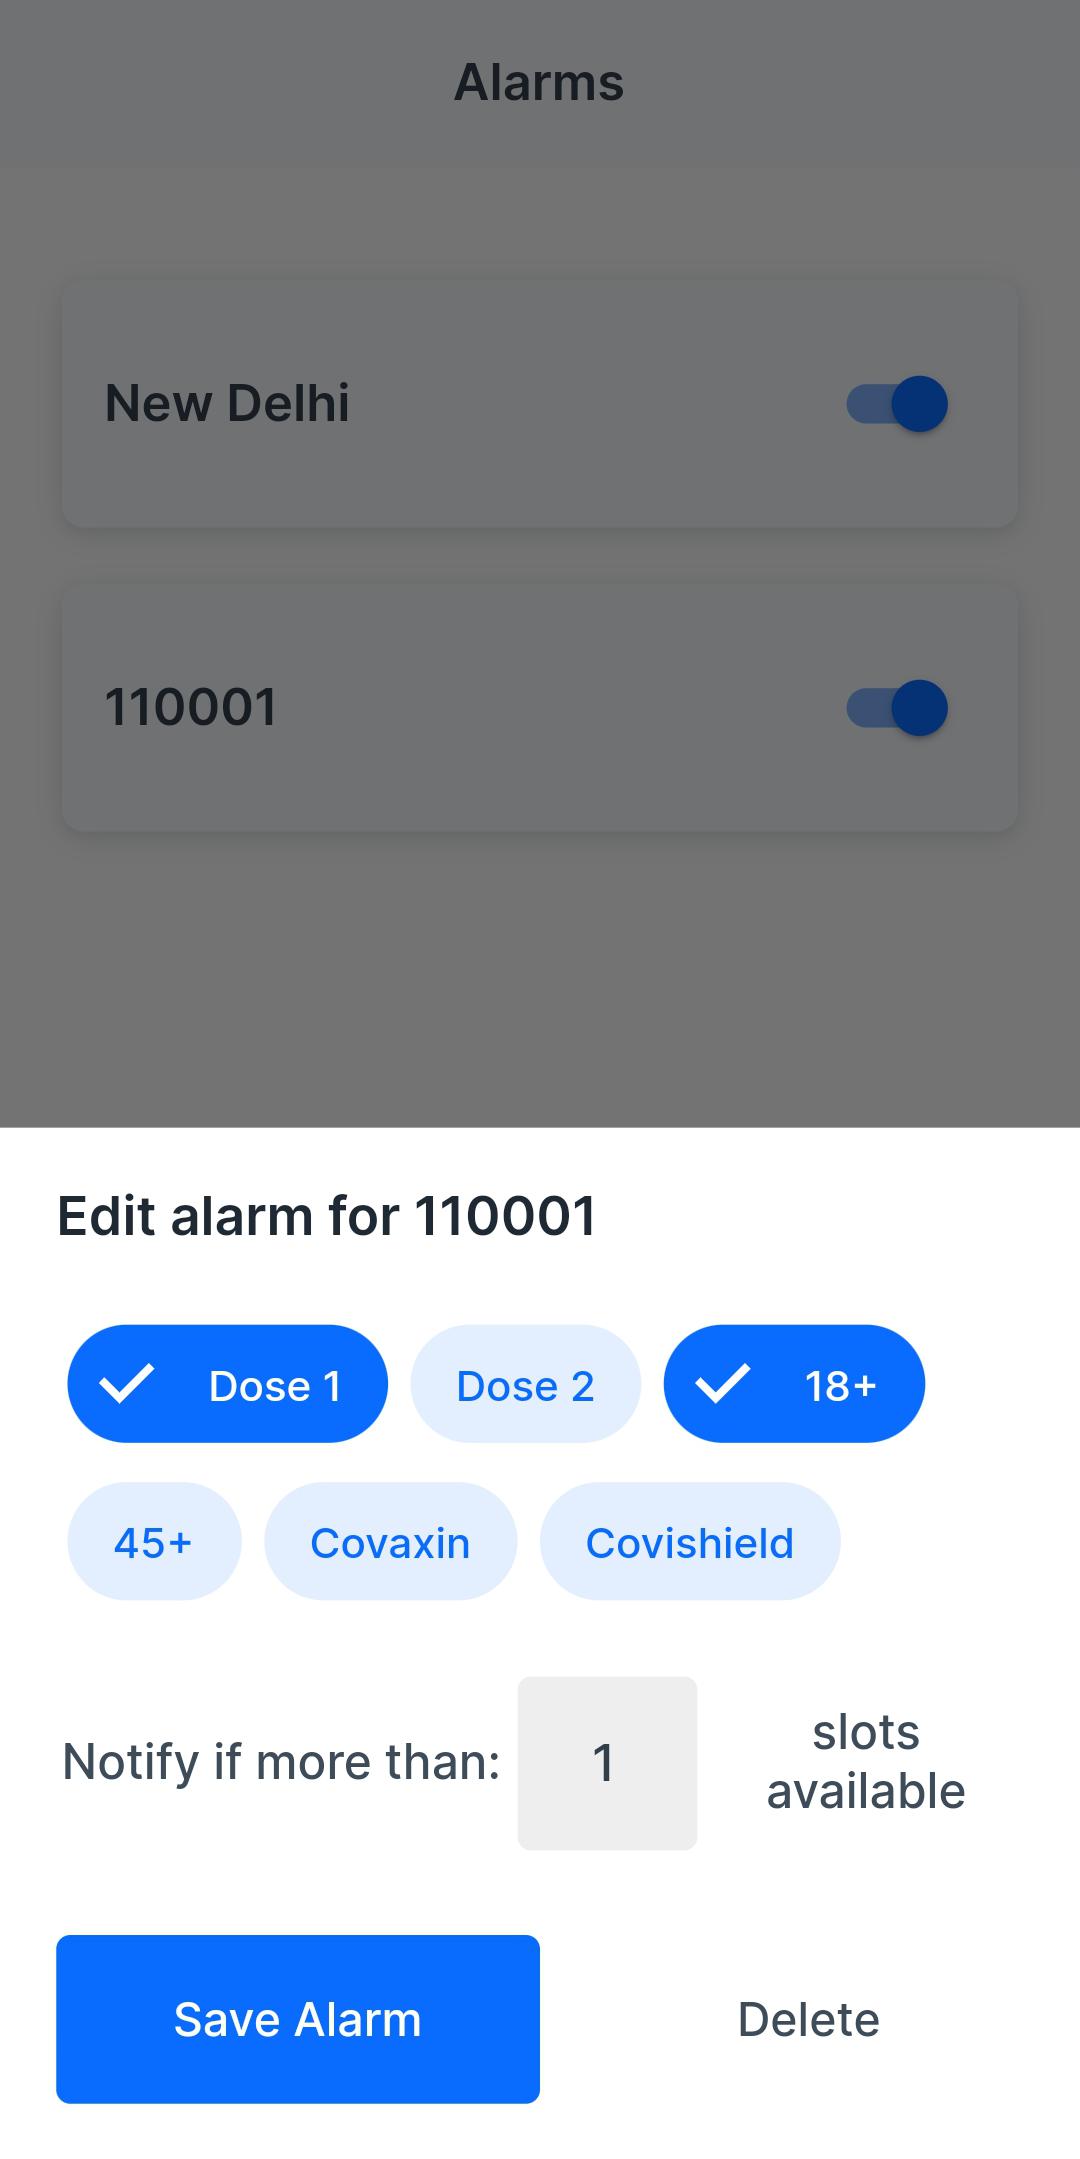 Alarms
New Delhi
110001
Edit alarm for 110001
Dose 1
Dose 2
18+
45+
Covaxin
Covishield
Notify if more than:
1
slots
available
Save Alarm
Delete